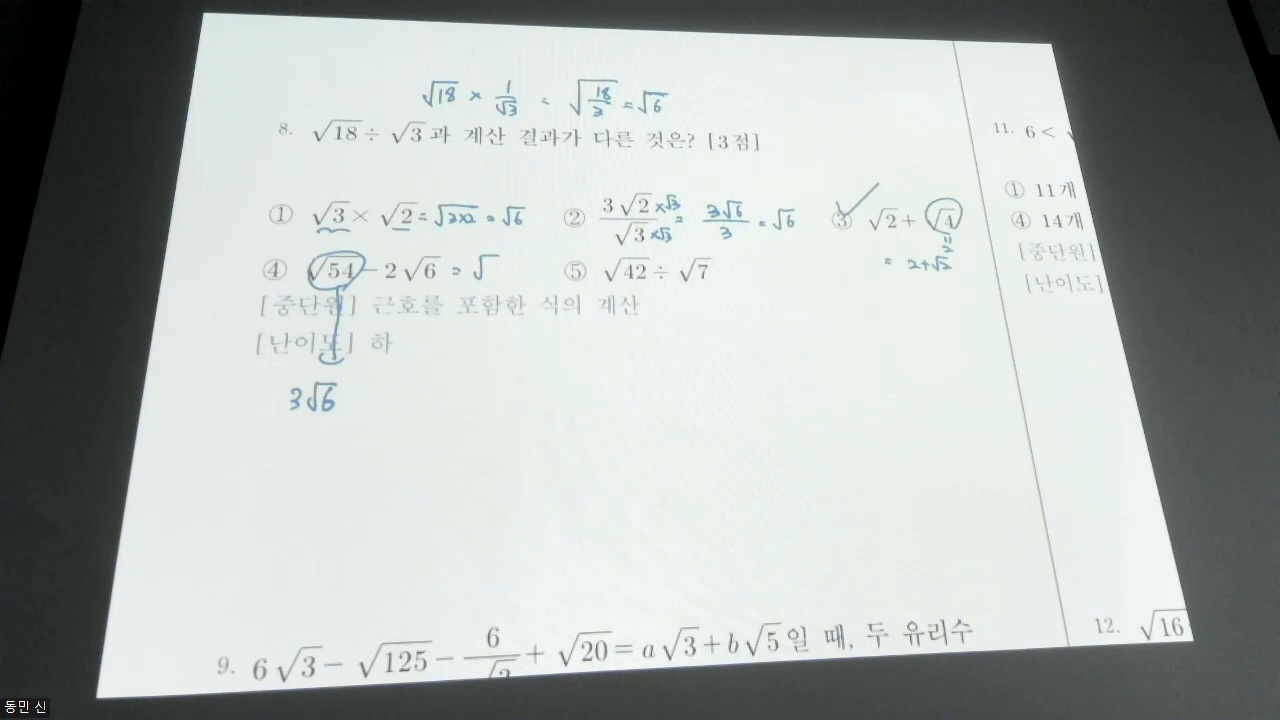 √18 × 1/√3 = √(18/3) = √6
8. √18 ÷ √3 과 계산 결과가 다른 것은? [3점]
① √3 × √2 = √(3×2) = √6 ② 3√2/√3 ×√3 ×√3 = 3√6/3 = √6 ③ √2 + √4
=2
= 2+√2
④ √54 − 2√6 = √ ⑤ √42 ÷ √7
[중단원] 근호를 포함한 식의 계산
[난이도] 하
3√6
9. 6√3 − √125 − 6/√ + √20 = a√3 + b√5 일 때, 두 유리수
11. 6 <
① 11개
④ 14개
[중단원]
[난이도]
12. √16
동민 신